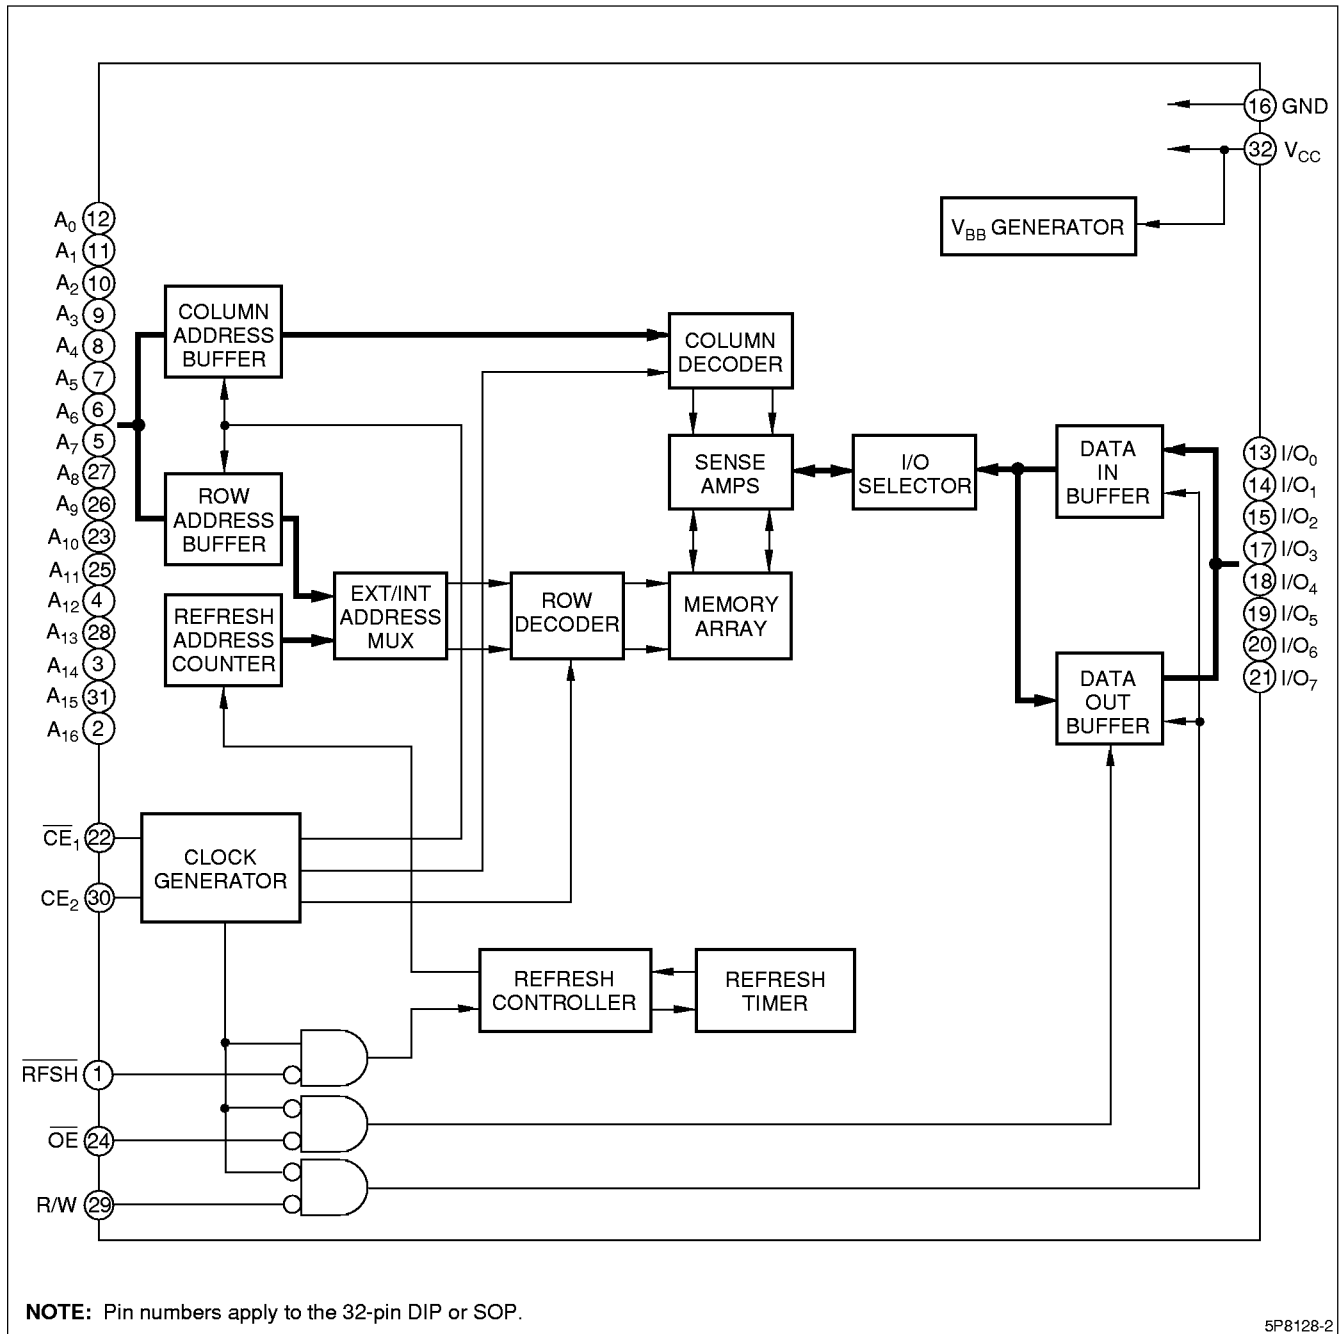 16 GND
32 VCC
VBB GENERATOR
A0 12
A1 11
A2 10
A3 9
A4 8
A5 7
A6 6
A7 5
A8 27
A9 26
A10 23
A11 25
A12 4
A13 28
A14 3
A15 31
A16 2
COLUMN
ADDRESS
BUFFER
ROW
ADDRESS
BUFFER
REFRESH
ADDRESS
COUNTER
EXT/INT
ADDRESS
MUX
ROW
DECODER
COLUMN
DECODER
SENSE
AMPS
MEMORY
ARRAY
I/O
SELECTOR
DATA
IN
BUFFER
DATA
OUT
BUFFER
13 I/O0
14 I/O1
15 I/O2
17 I/O3
18 I/O4
19 I/O5
20 I/O6
21 I/O7
CE1 22
CE2 30
CLOCK
GENERATOR
REFRESH
CONTROLLER
REFRESH
TIMER
RFSH 1
OE 24
R/W 29
NOTE: Pin numbers apply to the 32-pin DIP or SOP.
5P8128-2